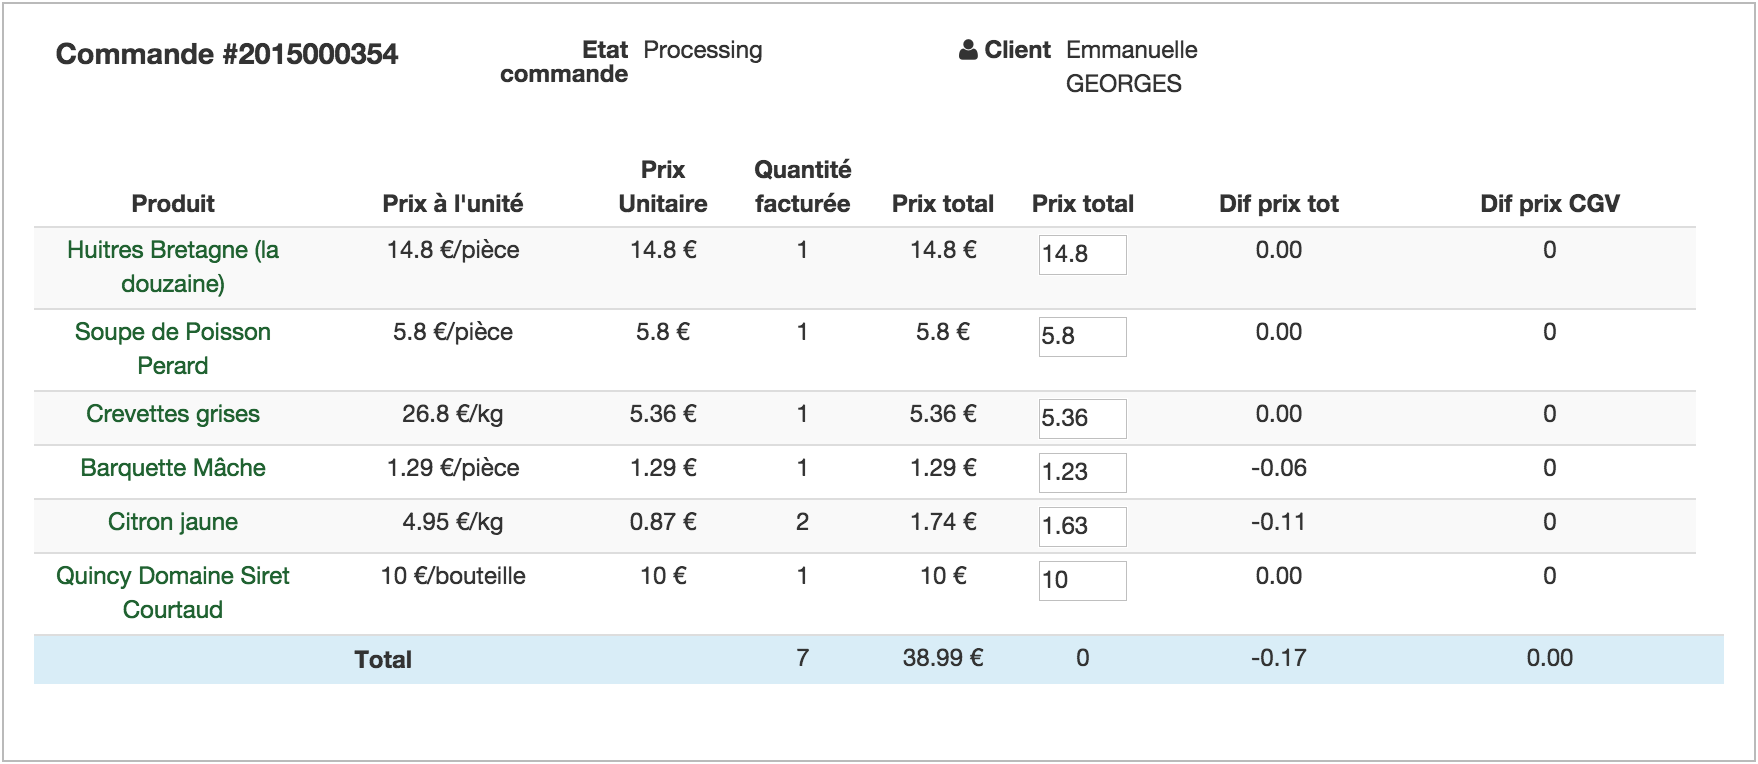 Commande #2015000354
Etat commande Processing
Client Emmanuelle GEORGES
Produit Prix à l'unité Prix Unitaire Quantité facturée Prix total Prix total Dif prix tot Dif prix CGV
Huitres Bretagne (la douzaine) 14.8 €/pièce 14.8 € 1 14.8 € 14.8 0.00 0
Soupe de Poisson Perard 5.8 €/pièce 5.8 € 1 5.8 € 5.8 0.00 0
Crevettes grises 26.8 €/kg 5.36 € 1 5.36 € 5.36 0.00 0
Barquette Mâche 1.29 €/pièce 1.29 € 1 1.29 € 1.23 -0.06 0
Citron jaune 4.95 €/kg 0.87 € 2 1.74 € 1.63 -0.11 0
Quincy Domaine Siret Courtaud 10 €/bouteille 10 € 1 10 € 10 0.00 0
Total 7 38.99 € 0 -0.17 0.00